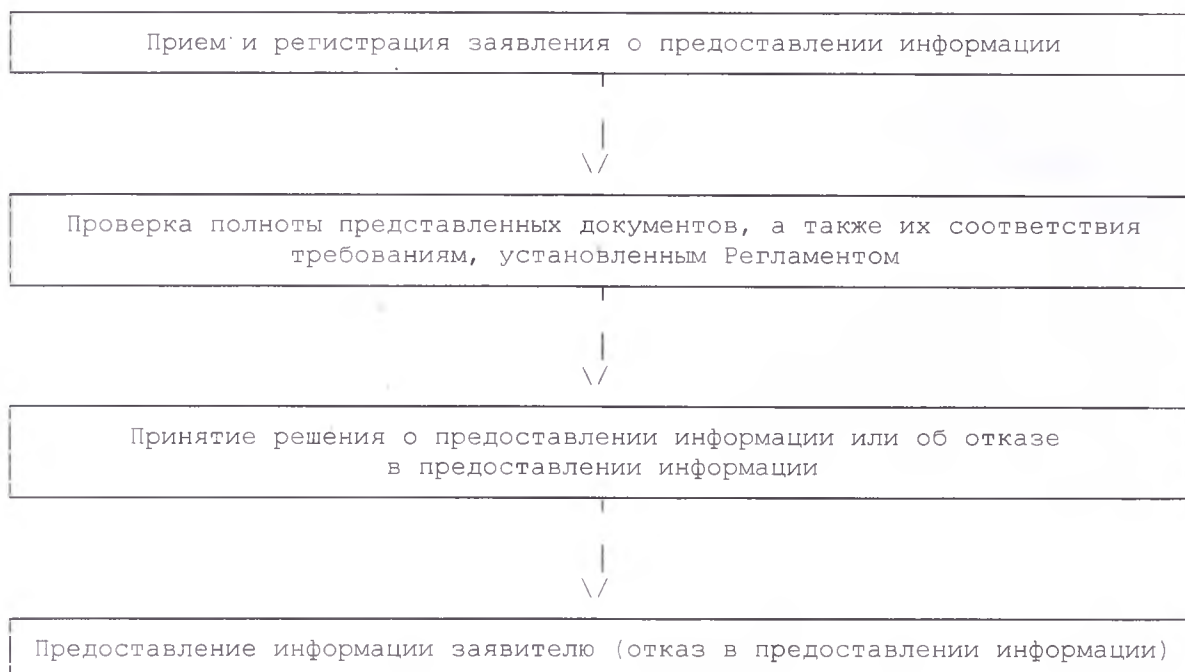 Прием и регистрация заявления о предоставлении информации
Проверка полноты представленных документов, а также их соответствия
требованиям, установленным Регламентом
Принятие решения о предоставлении информации или об отказе
в предоставлении информации
Предоставление информации заявителю (отказ в предоставлении информации)